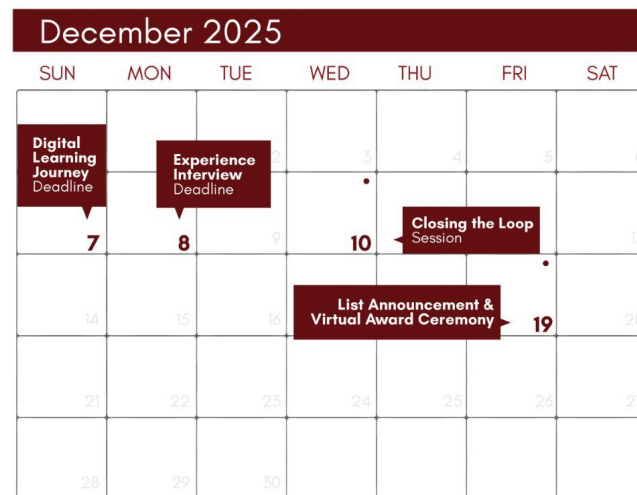 December 2025
SUN MON TUE WED THU FRI SAT
Digital
Learning
Journey
Deadline
Experience
Interview
Deadline
2 3 4 5
Closing the Loop
Session
7 8 9 10
List Announcement &
Virtual Award Ceremony
14 15 16 19 20
21 22 23 24 25 26
28 29 30